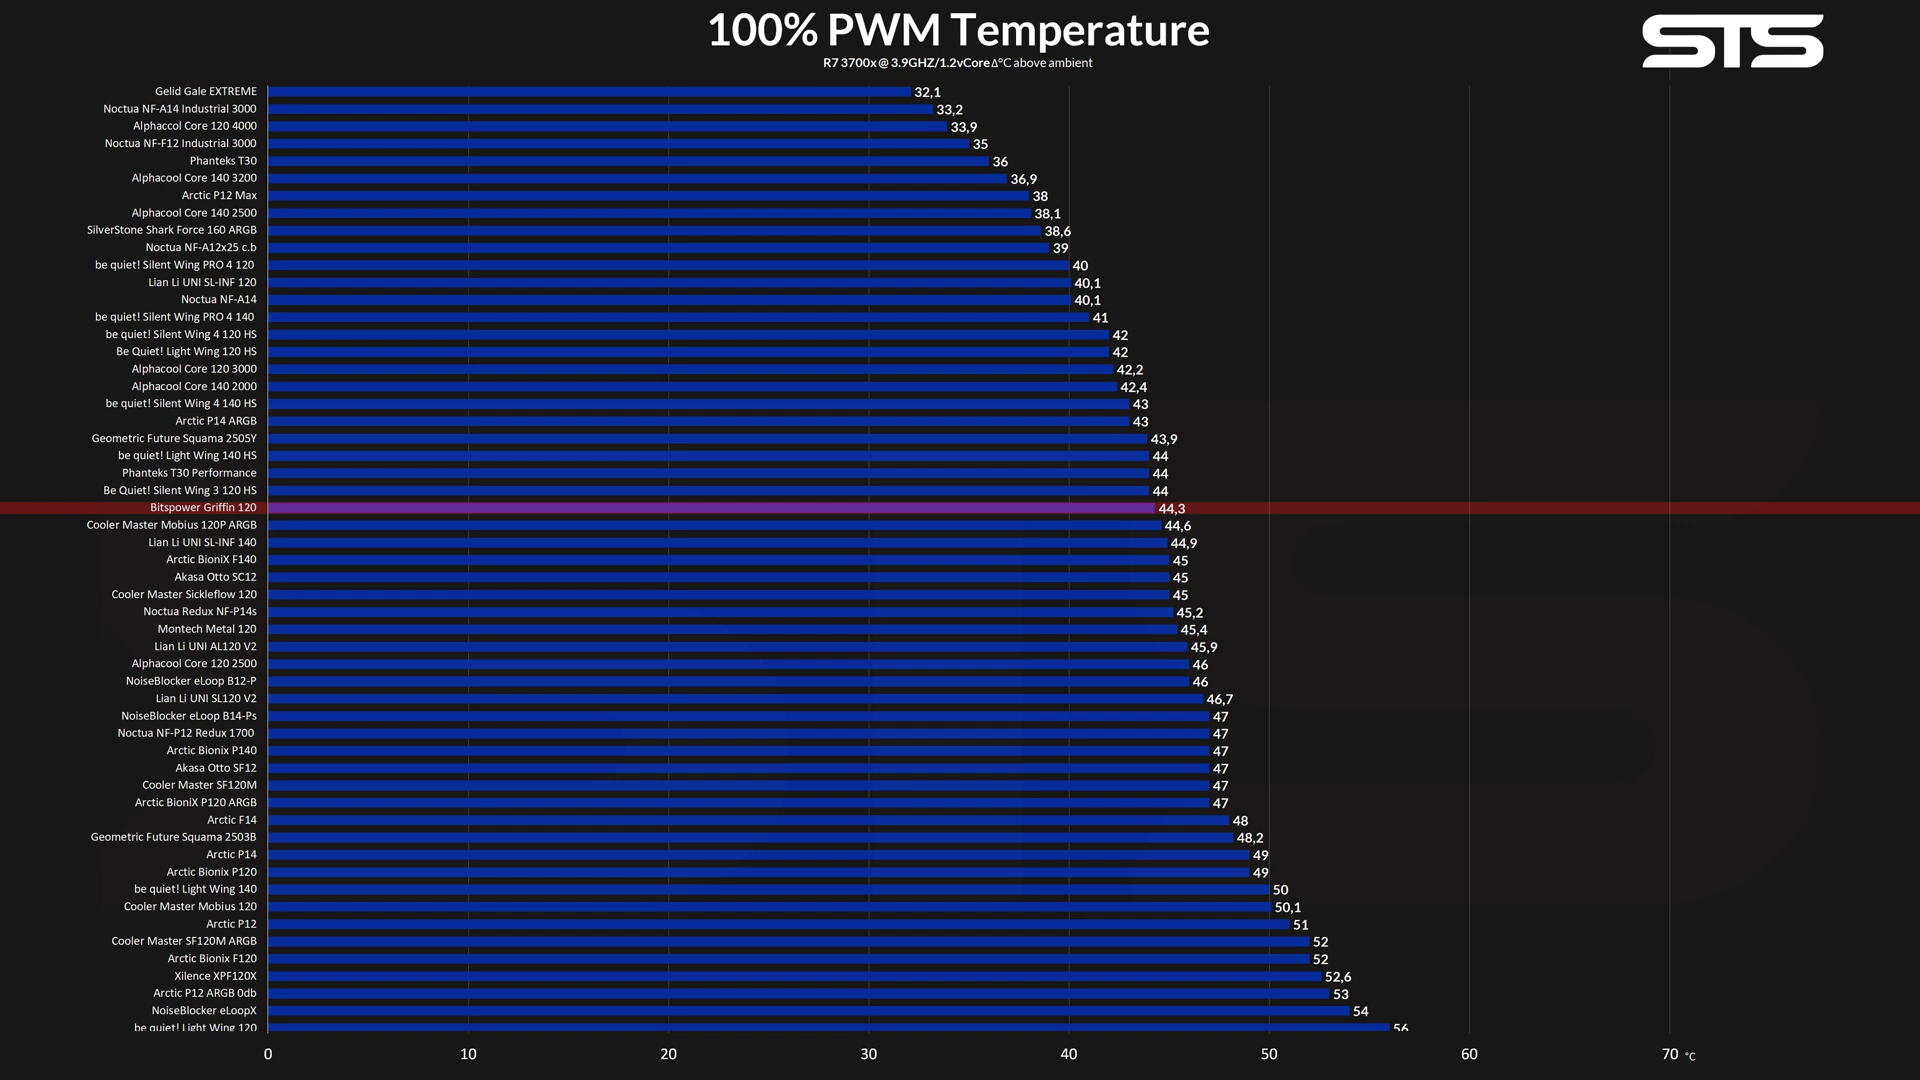 100% PWM Temperature
STS
R7 3700x @ 3.9GHZ/1.2vCore Δ°C above ambient
Gelid Gale EXTREME 32,1
Noctua NF-A14 Industrial 3000 33,2
Alphaccol Core 120 4000 33,9
Noctua NF-F12 Industrial 3000 35
Phanteks T30 36
Alphacool Core 140 3200 36,9
Arctic P12 Max 38
Alphacool Core 140 2500 38,1
SilverStone Shark Force 160 ARGB 38,6
Noctua NF-A12x25 c.b 39
be quiet! Silent Wing PRO 4 120 40
Lian Li UNI SL-INF 120 40,1
Noctua NF-A14 40,1
be quiet! Silent Wing PRO 4 140 41
be quiet! Silent Wing 4 120 HS 42
Be Quiet! Light Wing 120 HS 42
Alphacool Core 120 3000 42,2
Alphacool Core 140 2000 42,4
be quiet! Silent Wing 4 140 HS 43
Arctic P14 ARGB 43
Geometric Future Squama 2505Y 43,9
be quiet! Light Wing 140 HS 44
Phanteks T30 Performance 44
Be Quiet! Silent Wing 3 120 HS 44
Bitspower Griffin 120 44,3
Cooler Master Mobius 120P ARGB 44,6
Lian Li UNI SL-INF 140 44,9
Arctic BioniX F140 45
Akasa Otto SC12 45
Cooler Master Sickleflow 120 45
Noctua Redux NF-P14s 45,2
Montech Metal 120 45,4
Lian Li UNI AL120 V2 45,9
Alphacool Core 120 2500 46
NoiseBlocker eLoop B12-P 46
Lian Li UNI SL120 V2 46,7
NoiseBlocker eLoop B14-Ps 47
Noctua NF-P12 Redux 1700 47
Arctic Bionix P140 47
Akasa Otto SF12 47
Cooler Master SF120M 47
Arctic BioniX P120 ARGB 47
Arctic F14 48
Geometric Future Squama 2503B 48,2
Arctic P14 49
Arctic Bionix P120 49
be quiet! Light Wing 140 50
Cooler Master Mobius 120 50,1
Arctic P12 51
Cooler Master SF120M ARGB 52
Arctic Bionix F120 52
Xilence XPF120X 52,6
Arctic P12 ARGB 0db 53
NoiseBlocker eLoopX 54
be quiet! Light Wing 120 56
0 10 20 30 40 50 60 70 °C